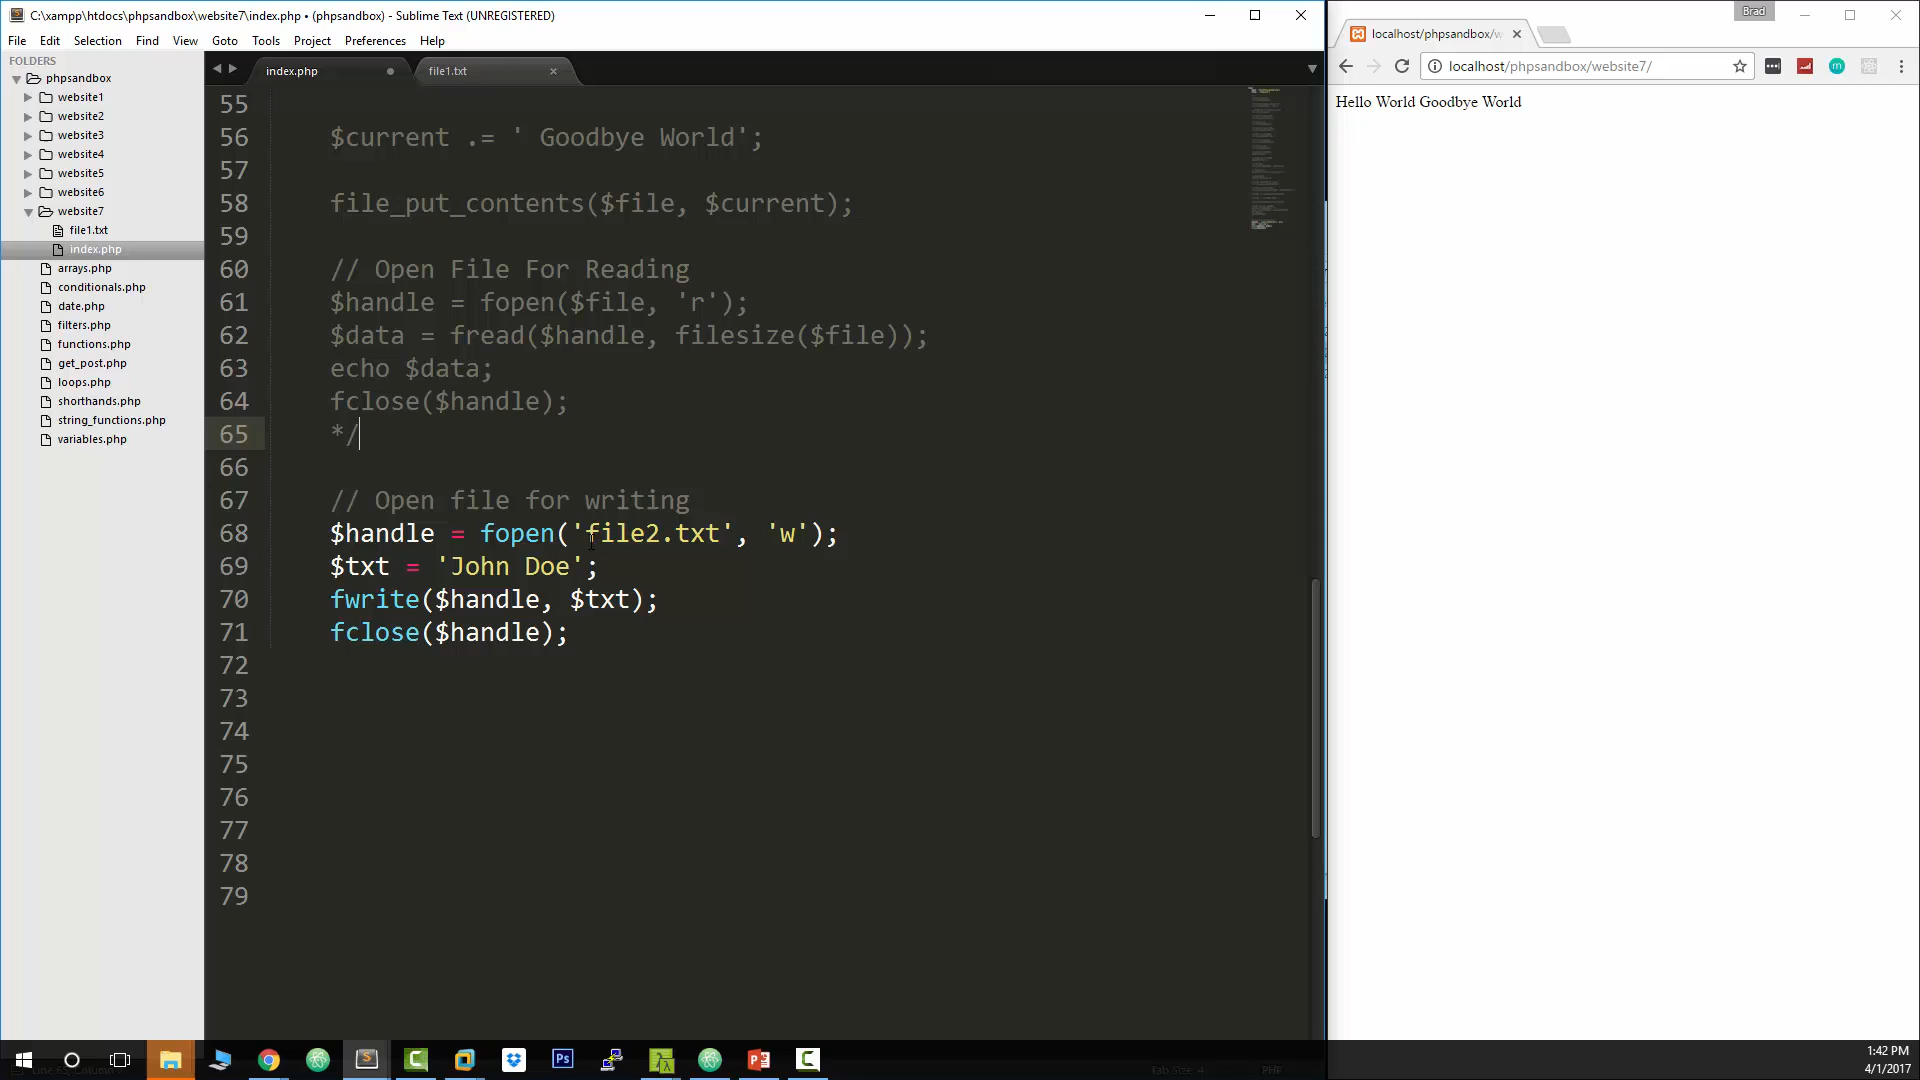 C:\xampp\htdocs\phpsandbox\website7\index.php • (phpsandbox) - Sublime Text (UNREGISTERED)
File Edit Selection Find View Goto Tools Project Preferences Help
FOLDERS
phpsandbox
website1
website2
website3
website4
website5
website6
website7
file1.txt
index.php
arrays.php
conditionals.php
date.php
filters.php
functions.php
get_post.php
loops.php
shorthands.php
string_functions.php
variables.php
index.php file1.txt
55
56 $current .= ' Goodbye World';
57
58 file_put_contents($file, $current);
59
60 // Open File For Reading
61 $handle = fopen($file, 'r');
62 $data = fread($handle, filesize($file));
63 echo $data;
64 fclose($handle);
65 */
66
67 // Open file for writing
68 $handle = fopen('file2.txt', 'w');
69 $txt = 'John Doe';
70 fwrite($handle, $txt);
71 fclose($handle);
72
73
74
75
76
77
78
79
Brad
localhost/phpsandbox/w
localhost/phpsandbox/website7/
Hello World Goodbye World
Ps
Tab Size: 4
PHP
1:42 PM
4/1/2017